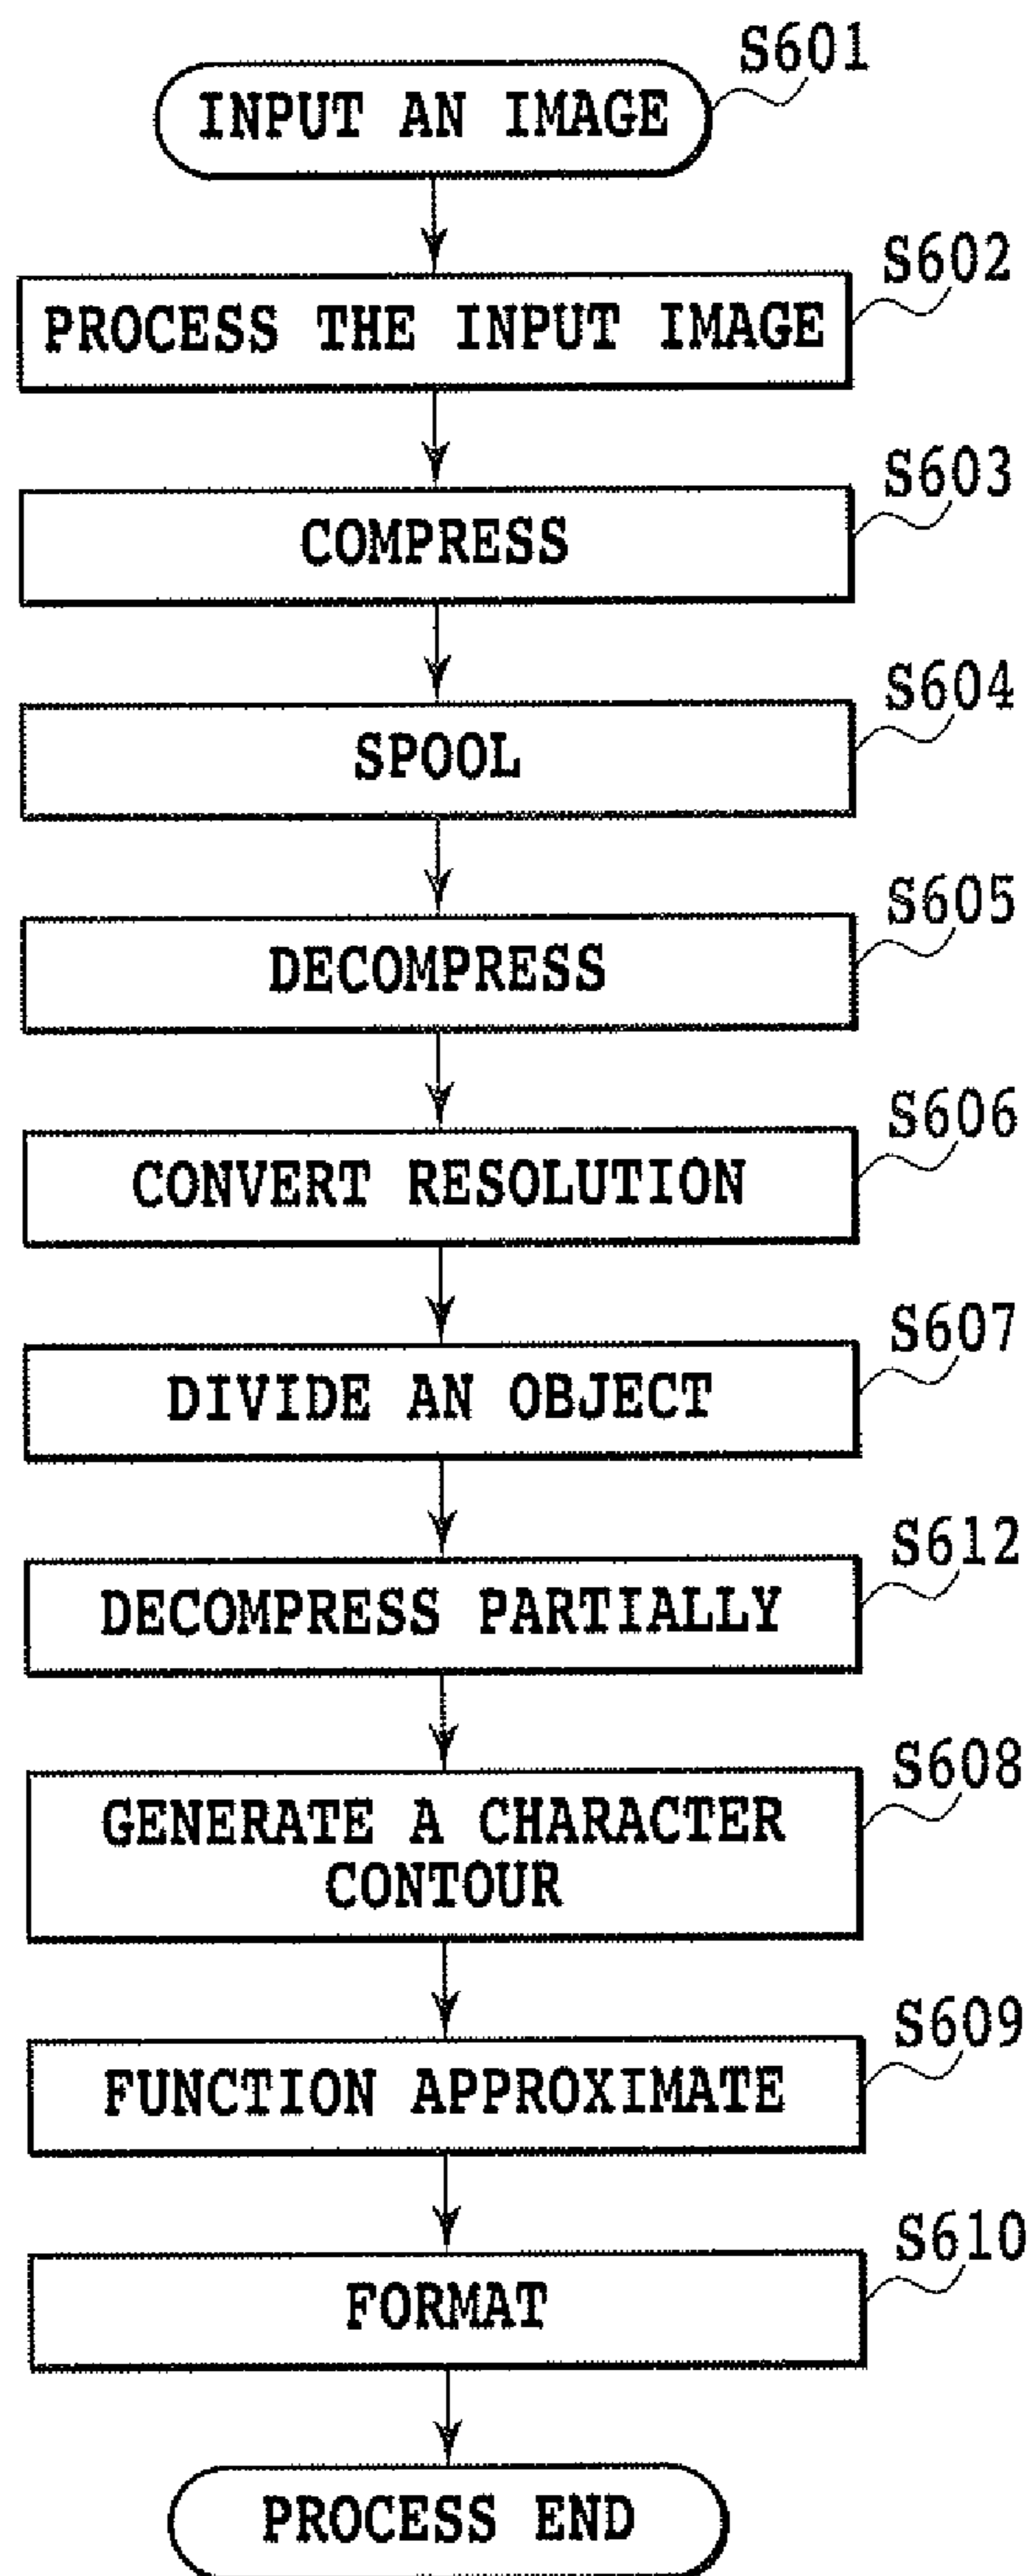 S601
INPUT AN IMAGE
S602
PROCESS THE INPUT IMAGE
S603
COMPRESS
S604
SPOOL
S605
DECOMPRESS
S606
CONVERT RESOLUTION
S607
DIVIDE AN OBJECT
S612
DECOMPRESS PARTIALLY
S608
GENERATE A CHARACTER
CONTOUR
S609
FUNCTION APPROXIMATE
S610
FORMAT
PROCESS END